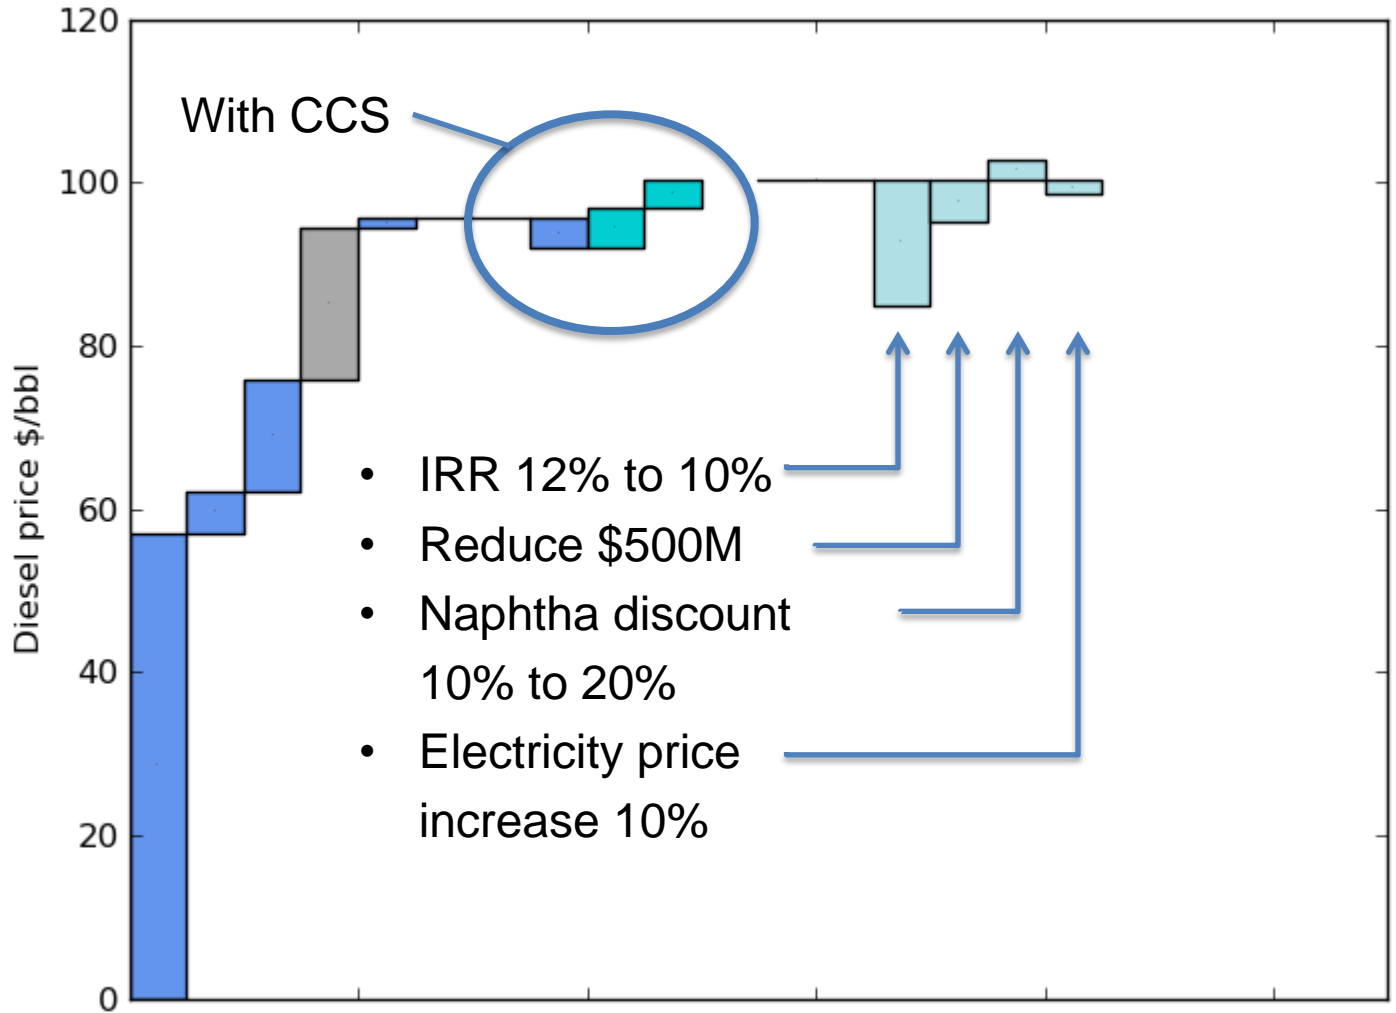 120
With CCS
100
80
Diesel price $/bbl
• IRR 12% to 10%
60
• Reduce $500M
• Naphtha discount
40
10% to 20%
• Electricity price
increase 10%
20
0